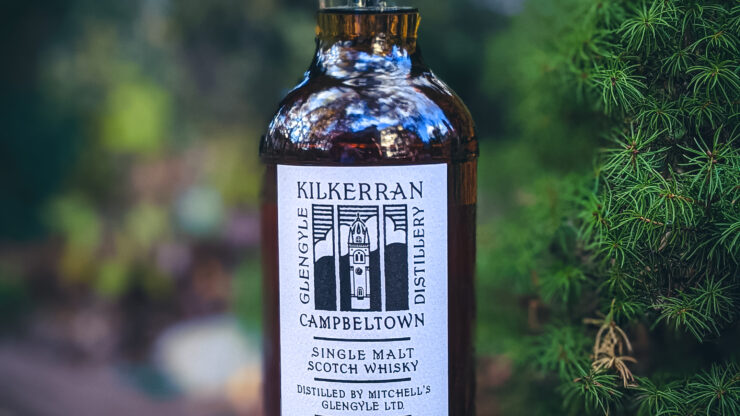 KILKERRAN
GLENGYLE
DISTILLERY
CAMPBELTOWN
SINGLE MALT
SCOTCH WHISKY
DISTILLED BY MITCHELL'S
GLENGYLE LTD.